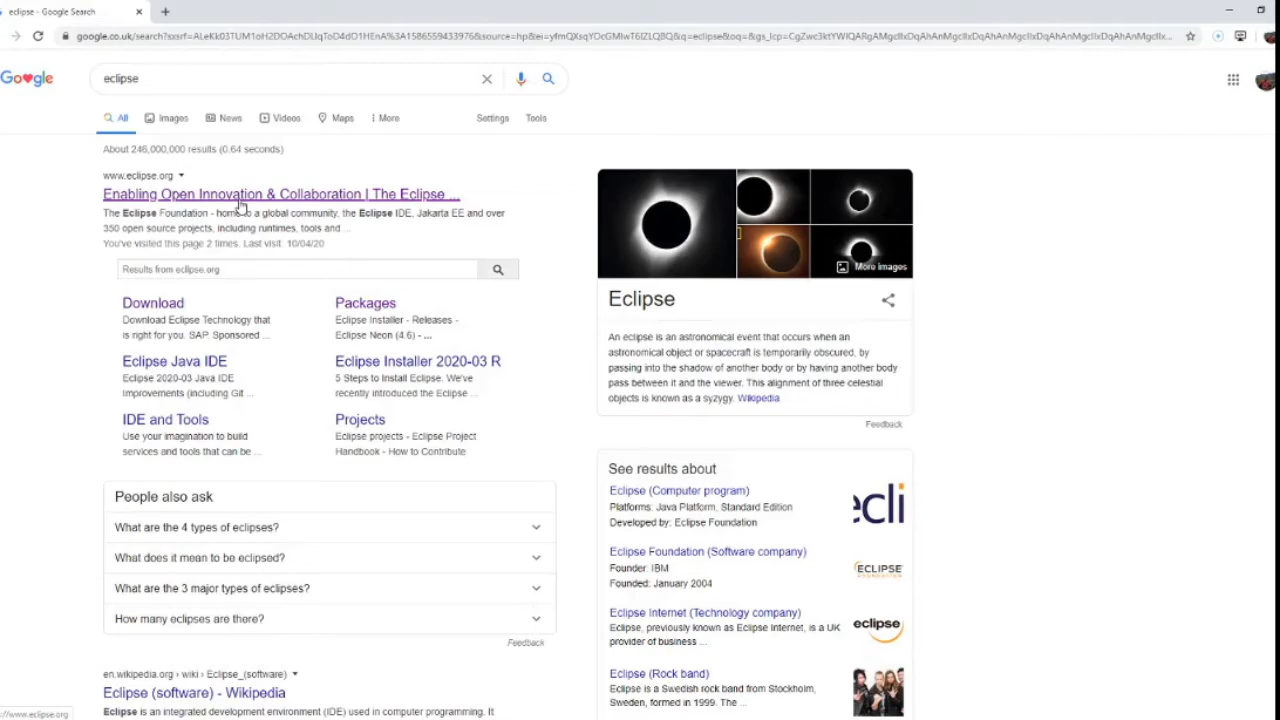 eclipse - Google Search
google.co.uk/search?
Google
eclipse
All Images News Videos Maps More Settings Tools
About 246,000,000 results (0.64 seconds)
www.eclipse.org
Enabling Open Innovation & Collaboration | The Eclipse ...
The Eclipse Foundation - home to a global community, the Eclipse IDE, Jakarta EE and over
350 open source projects, including runtimes, tools and ...
You've visited this page 2 times. Last visit: 10/04/20
Results from eclipse.org
Download
Download Eclipse Technology that
is right for you. SAP. Sponsored ...
Packages
Eclipse Installer - Releases -
Eclipse Neon (4.6) - ...
Eclipse Java IDE
Eclipse 2020-03 Java IDE
Improvements (including Git ...
Eclipse Installer 2020-03 R
5 Steps to Install Eclipse. We've
recently introduced the Eclipse ...
IDE and Tools
Use your imagination to build
services and tools that can be ...
Projects
Eclipse projects - Eclipse Project
Handbook - How to Contribute
People also ask
What are the 4 types of eclipses?
What does it mean to be eclipsed?
What are the 3 major types of eclipses?
How many eclipses are there?
Feedback
en.wikipedia.org › wiki › Eclipse_(software)
Eclipse (software) - Wikipedia
Eclipse is an integrated development environment (IDE) used in computer programming. It
://www.eclipse.org
More images
Eclipse
An eclipse is an astronomical event that occurs when an
astronomical object or spacecraft is temporarily obscured, by
passing into the shadow of another body or by having another body
pass between it and the viewer. This alignment of three celestial
objects is known as a syzygy. Wikipedia
Feedback
See results about
Eclipse (Computer program)
Platforms: Java Platform, Standard Edition
Developed by: Eclipse Foundation
ecli
Eclipse Foundation (Software company)
Founder: IBM
Founded: January 2004
ECLIPSE
Eclipse Internet (Technology company)
Eclipse, previously known as Eclipse Internet, is a UK
provider of business ...
eclipse
Eclipse (Rock band)
Eclipse is a Swedish rock band from Stockholm,
Sweden, formed in 1999. The ...